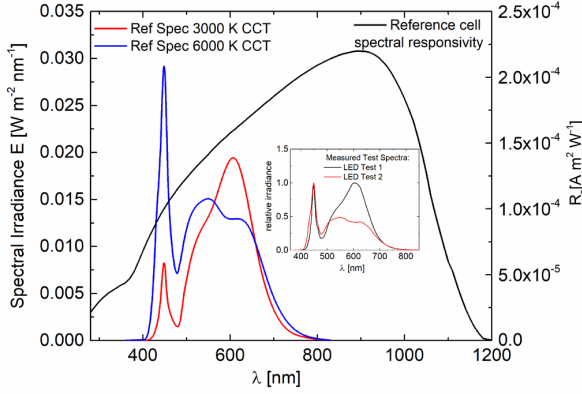 Ref Spec 3000 K CCT
Ref Spec 6000 K CCT
Reference cell
spectral responsivity
Spectral Irradiance E [W m⁻² nm⁻¹]
0.035
0.030
0.025
0.020
0.015
0.010
0.005
0.000
2.5x10⁻⁴
2.0x10⁻⁴
1.5x10⁻⁴
1.0x10⁻⁴
5.0x10⁻⁵
0.0
Measured Test Spectra:
LED Test 1
LED Test 2
relative irradiance
1.5
1.0
0.5
0.0
400 500 600 700 800
λ [nm]
400 600 800 1000 1200
λ [nm]